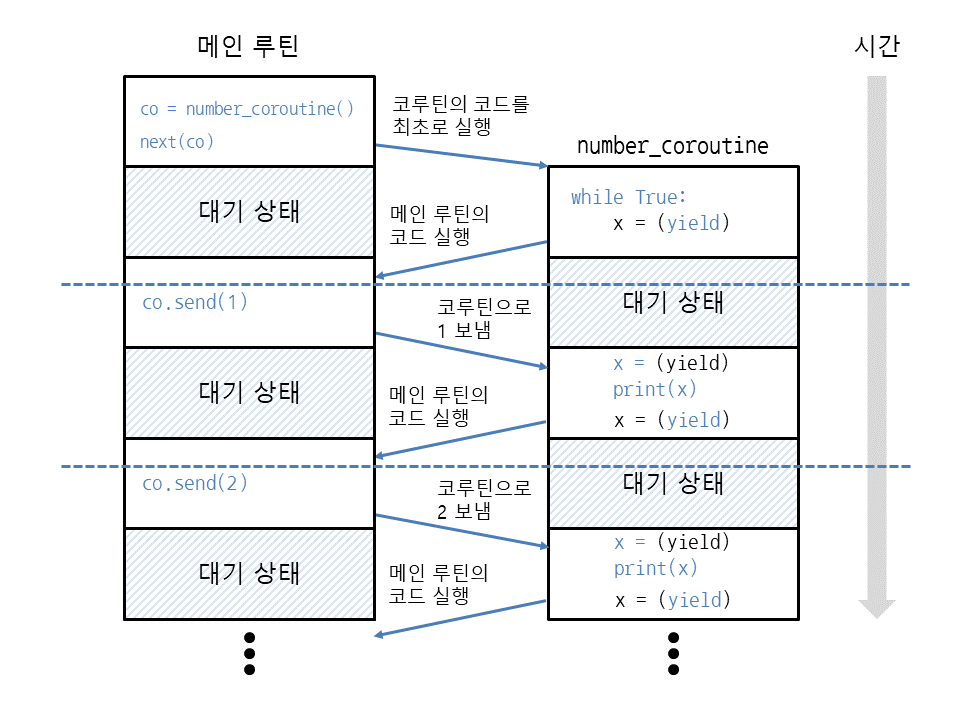 메인 루틴
시간
co = number_coroutine()
next(co)
코루틴의 코드를
최초로 실행
number_coroutine
대기 상태
메인 루틴의
코드 실행
while True:
x = (yield)
co.send(1)
코루틴으로
1 보냄
대기 상태
대기 상태
메인 루틴의
코드 실행
x = (yield)
print(x)
x = (yield)
co.send(2)
코루틴으로
2 보냄
대기 상태
대기 상태
메인 루틴의
코드 실행
x = (yield)
print(x)
x = (yield)